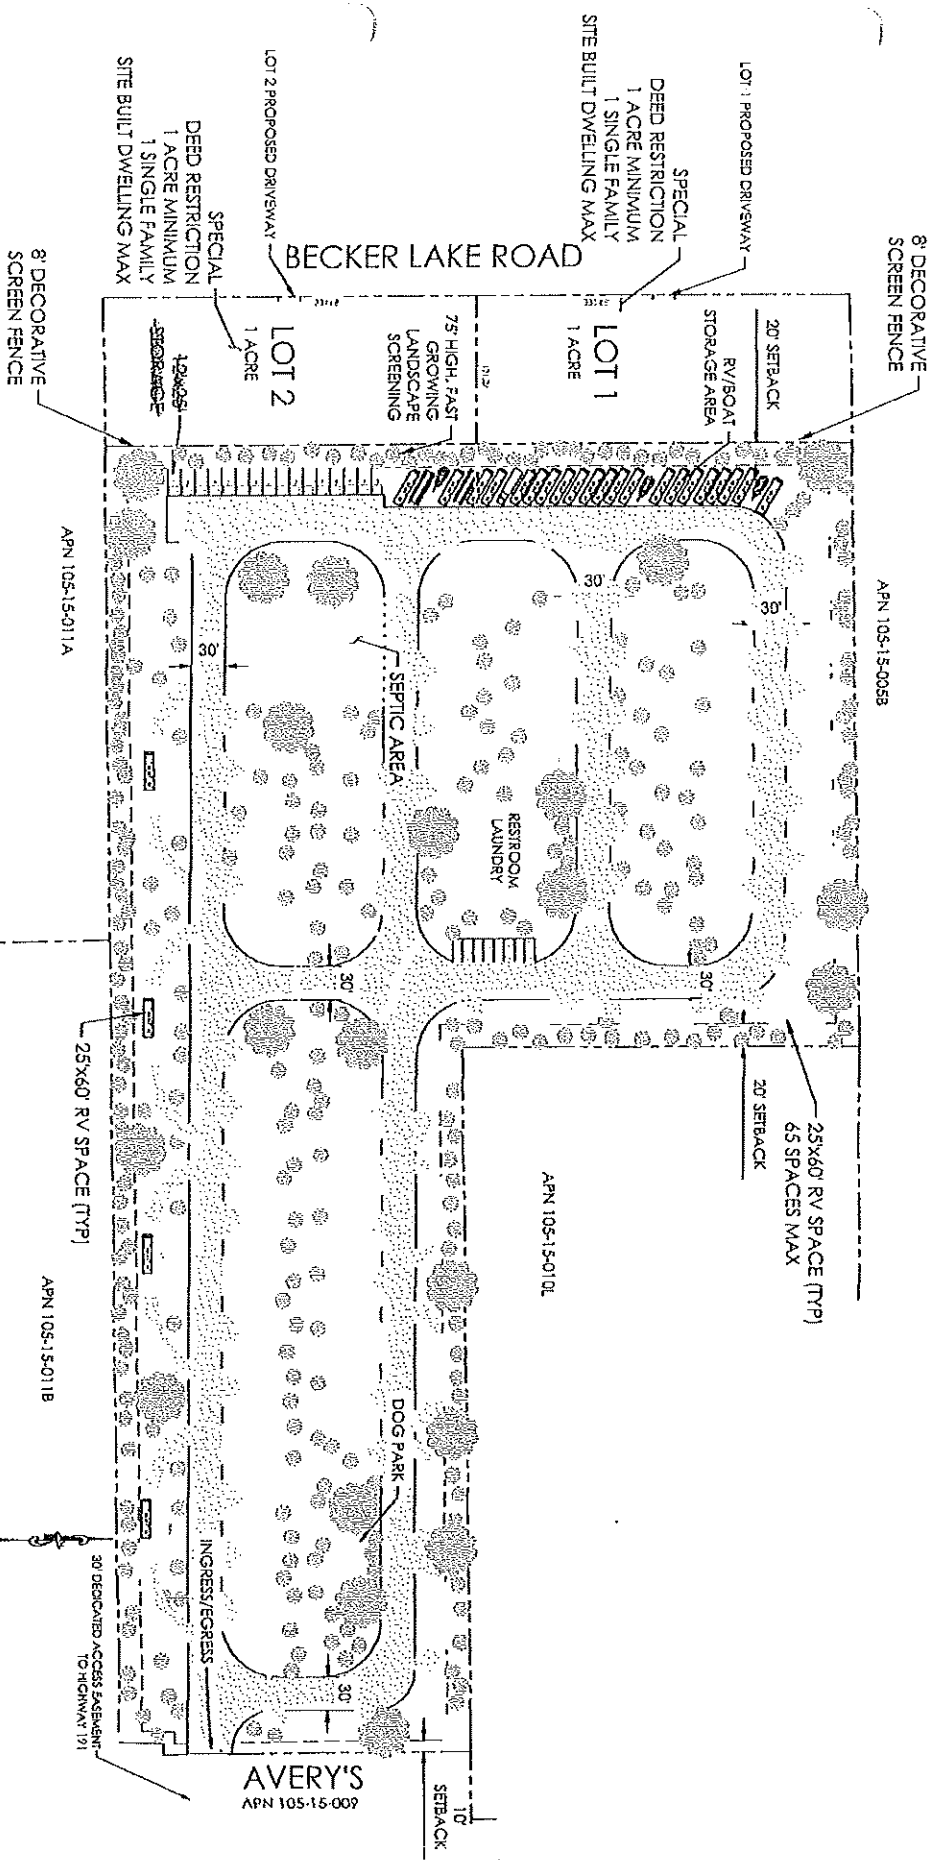 8' DECORATIVE
SCREEN FENCE
LOT 1 PROPOSED DRIVEWAY
SPECIAL
DEED RESTRICTION
1 ACRE MINIMUM
1 SINGLE FAMILY
SITE BUILT DWELLING MAX
BECKER LAKE ROAD
LOT 2 PROPOSED DRIVEWAY
SPECIAL
DEED RESTRICTION
1 ACRE MINIMUM
1 SINGLE FAMILY
SITE BUILT DWELLING MAX
8' DECORATIVE
SCREEN FENCE
20' SETBACK
RV/BOAT
STORAGE AREA
LOT 1
1 ACRE
75' HIGH, FAST
GROWING
LANDSCAPE
SCREENING
LOT 2
1 ACRE
APN 105-15-005B
30'
30'
30'
SEPTIC AREA
APN 105-15-011A
RESTROOM
LAUNDRY
30'
30'
25'x60' RV SPACE (TYP)
65 SPACES MAX
20' SETBACK
25'x60' RV SPACE (TYP)
APN 105-15-010L
APN 105-15-011B
DOG PARK
INGRESS/EGRESS
30'
30' DEDICATED ACCESS EASEMENT
TO HIGHWAY 191
10'
SETBACK
AVERY'S
APN 105-15-009